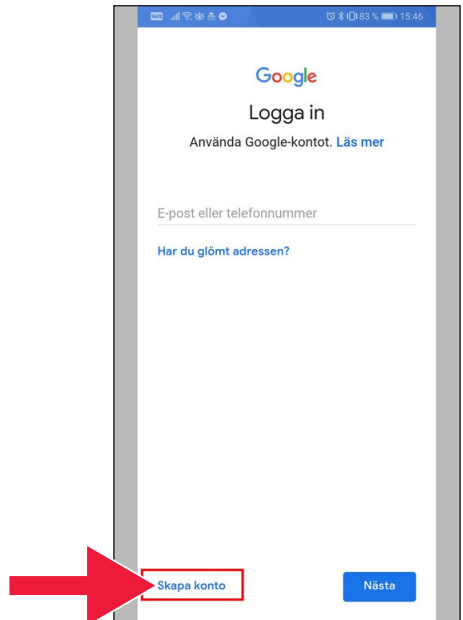 83 % 15:46
Google
Logga in
Använda Google-kontot. Läs mer
E-post eller telefonnummer
Har du glömt adressen?
Skapa konto
Nästa